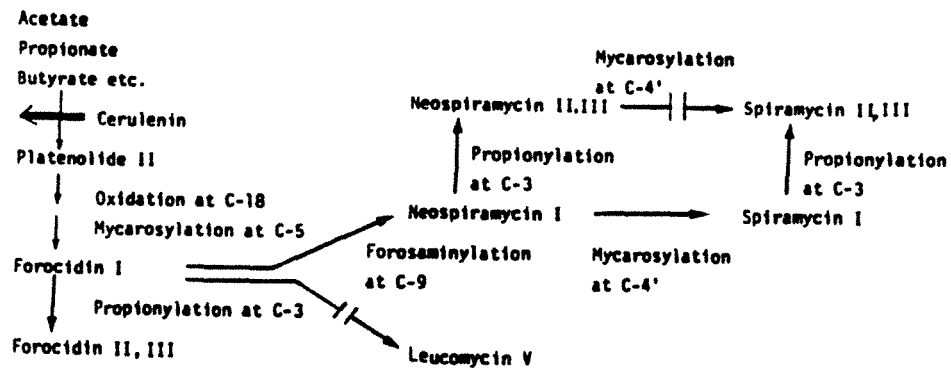 Acetate
Propionate
Butyrate etc.
Cerulenin
Platenolide II
Oxidation at C-18
Mycarosylation at C-5
Forocidin I
Propionylation at C-3
Forocidin II, III
Forosaminylation
at C-9
Leucomycin V
Neospiramycin I
Propionylation
at C-3
Neospiramycin II.III
Mycarosylation
at C-4'
Spiramycin II,III
Propionylation
at C-3
Spiramycin I
Mycarosylation
at C-4'